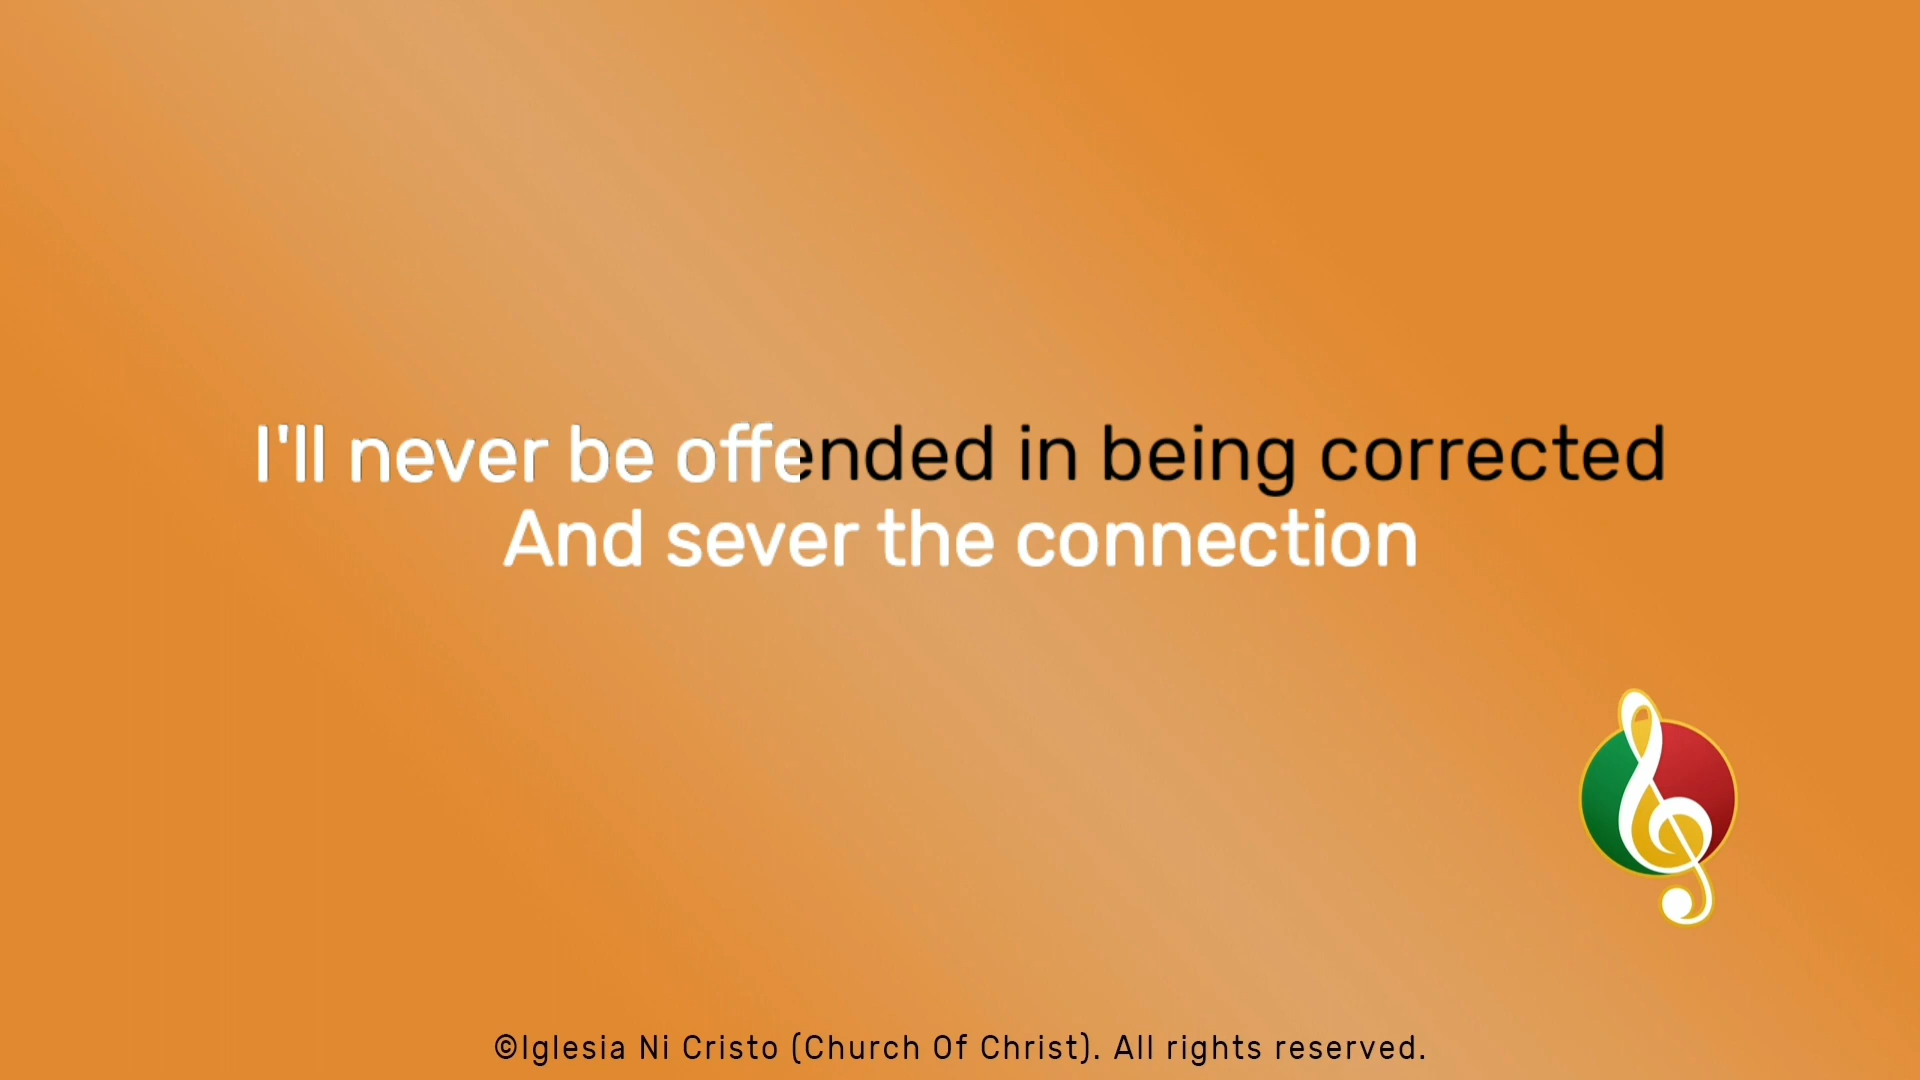 I'll never be offended in being corrected
And sever the connection
©Iglesia Ni Cristo (Church Of Christ). All rights reserved.